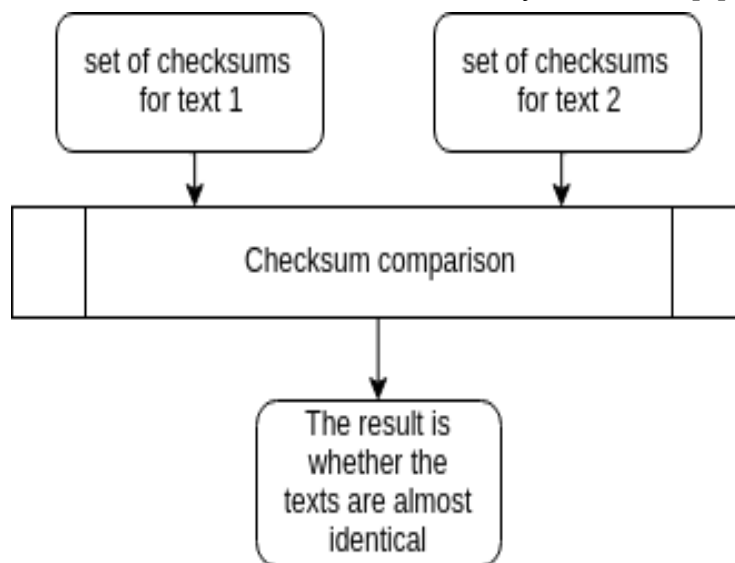 set of checksums
for text 1
set of checksums
for text 2
Checksum comparison
The result is
whether the
texts are almost
identical